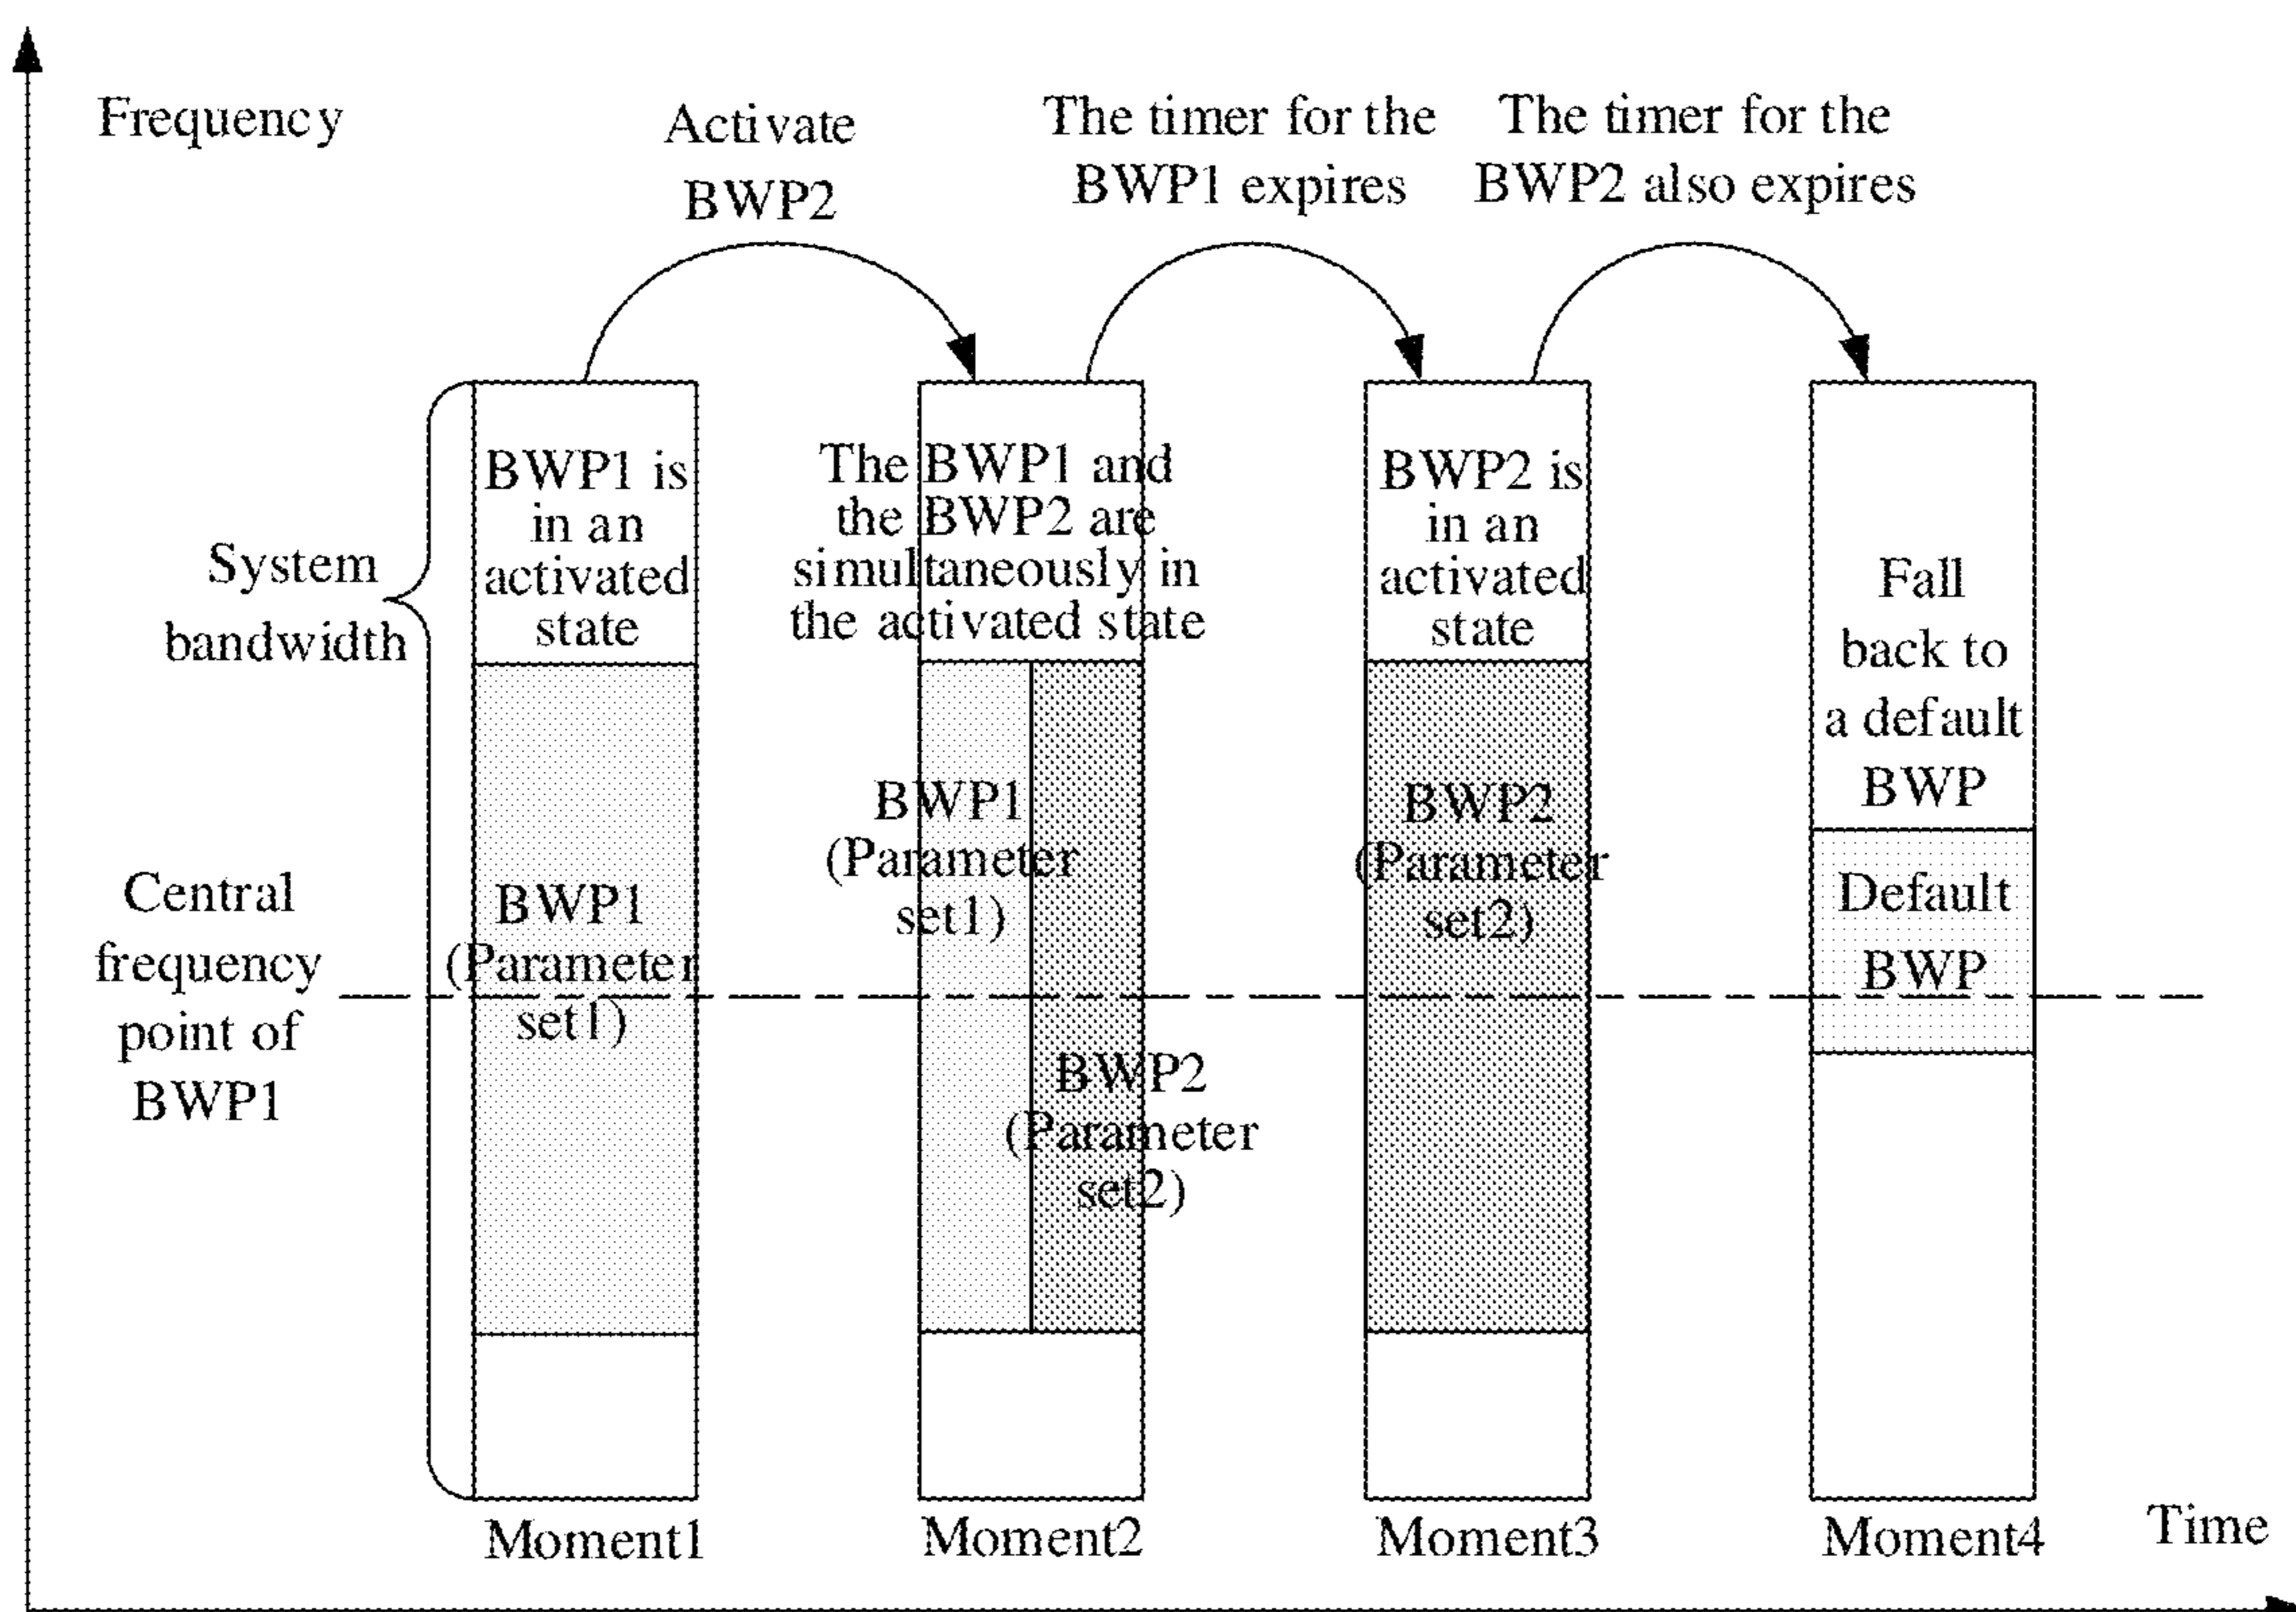 Frequency
Activate
BWP2
The timer for the
BWP1 expires
The timer for the
BWP2 also expires
System
bandwidth
BWP1 is
in an
activated
state
The BWP1 and
the BWP2 are
simultaneously in
the activated state
BWP2 is
in an
activated
state
Fall
back to
a default
BWP
Central
frequency
point of
BWP1
BWP1
(Parameter
set1)
BWP1
(Parameter
set1)
BWP2
(Parameter
set2)
BWP2
(Parameter
set2)
Default
BWP
Moment1
Moment2
Moment3
Moment4
Time